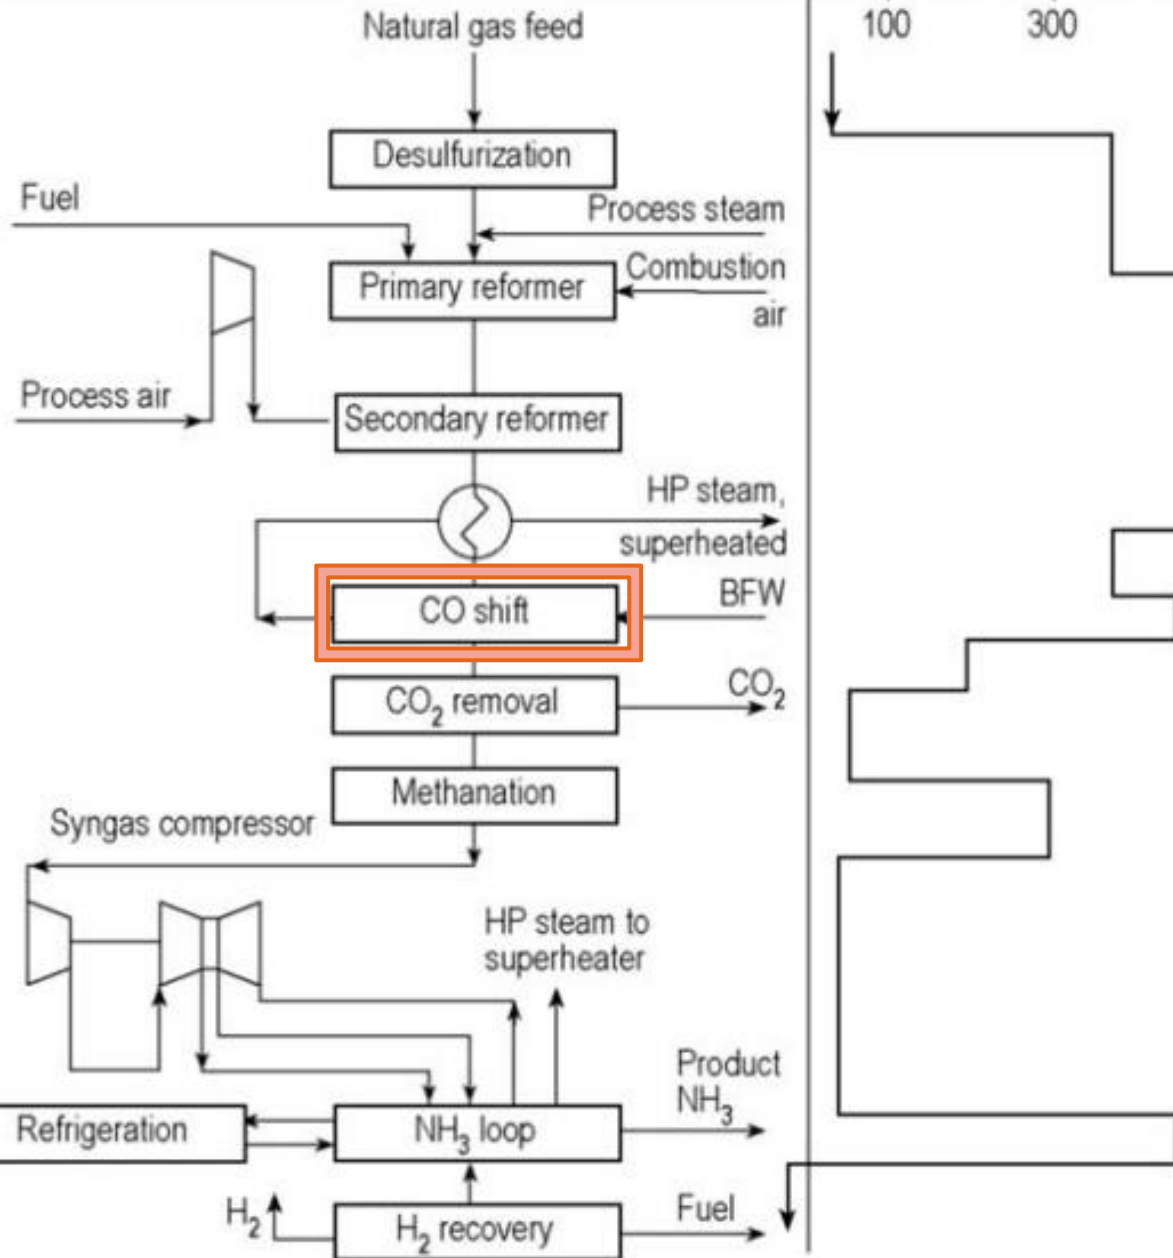 Natural gas feed
100
300
Desulfurization
Fuel
Process steam
Primary reformer
Combustion
air
Process air
Secondary reformer
HP steam,
superheated
CO shift
BFW
CO₂ removal
CO₂
Methanation
Syngas compressor
HP steam to
superheater
Product
NH₃
Refrigeration
NH₃ loop
H₂
H₂ recovery
Fuel